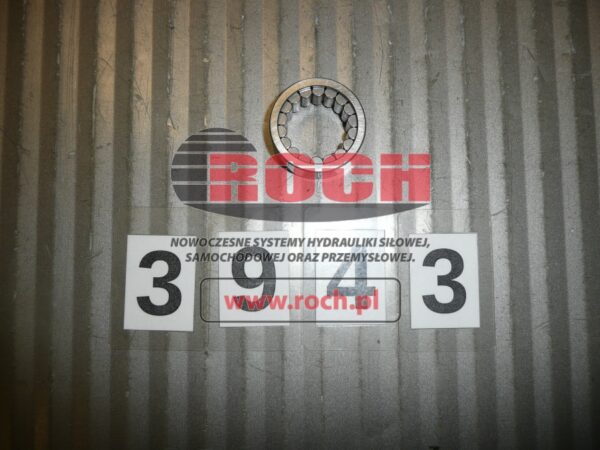 ROCH
NOWOCZESNE SYSTEMY HYDRAULIKI SIŁOWEJ,
SAMOCHODOWEJ ORAZ PRZEMYSŁOWEJ.
3 9 4 3
www.roch.pl